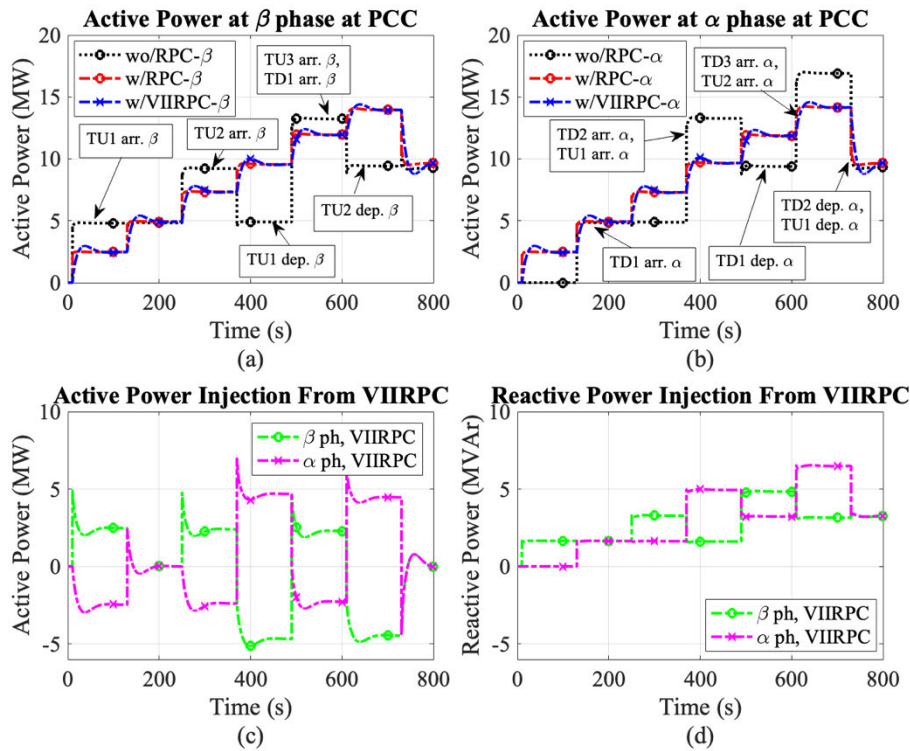 Active Power at β phase at PCC
20
15
10
5
0
Active Power (MW)
wo/RPC-β
w/RPC-β
w/VIIRPC-β
TU3 arr. β,
TD1 arr. β
TU1 arr. β
TU2 arr. β
TU2 dep. β
TU1 dep. β
0 200 400 600 800
Time (s)
(a)
Active Power at α phase at PCC
20
15
10
5
0
Active Power (MW)
wo/RPC-α
w/RPC-α
w/VIIRPC-α
TD3 arr. α,
TU2 arr. α
TD2 arr. α,
TU1 arr. α
TD2 dep. α,
TU1 dep. α
TD1 arr. α
TD1 dep. α
0 200 400 600 800
Time (s)
(b)
Active Power Injection From VIIRPC
10
5
0
-5
Active Power (MW)
β ph, VIIRPC
α ph, VIIRPC
0 200 400 600 800
Time (s)
(c)
Reactive Power Injection From VIIRPC
10
5
0
-5
Reactive Power (MVAr)
β ph, VIIRPC
α ph, VIIRPC
0 200 400 600 800
Time (s)
(d)